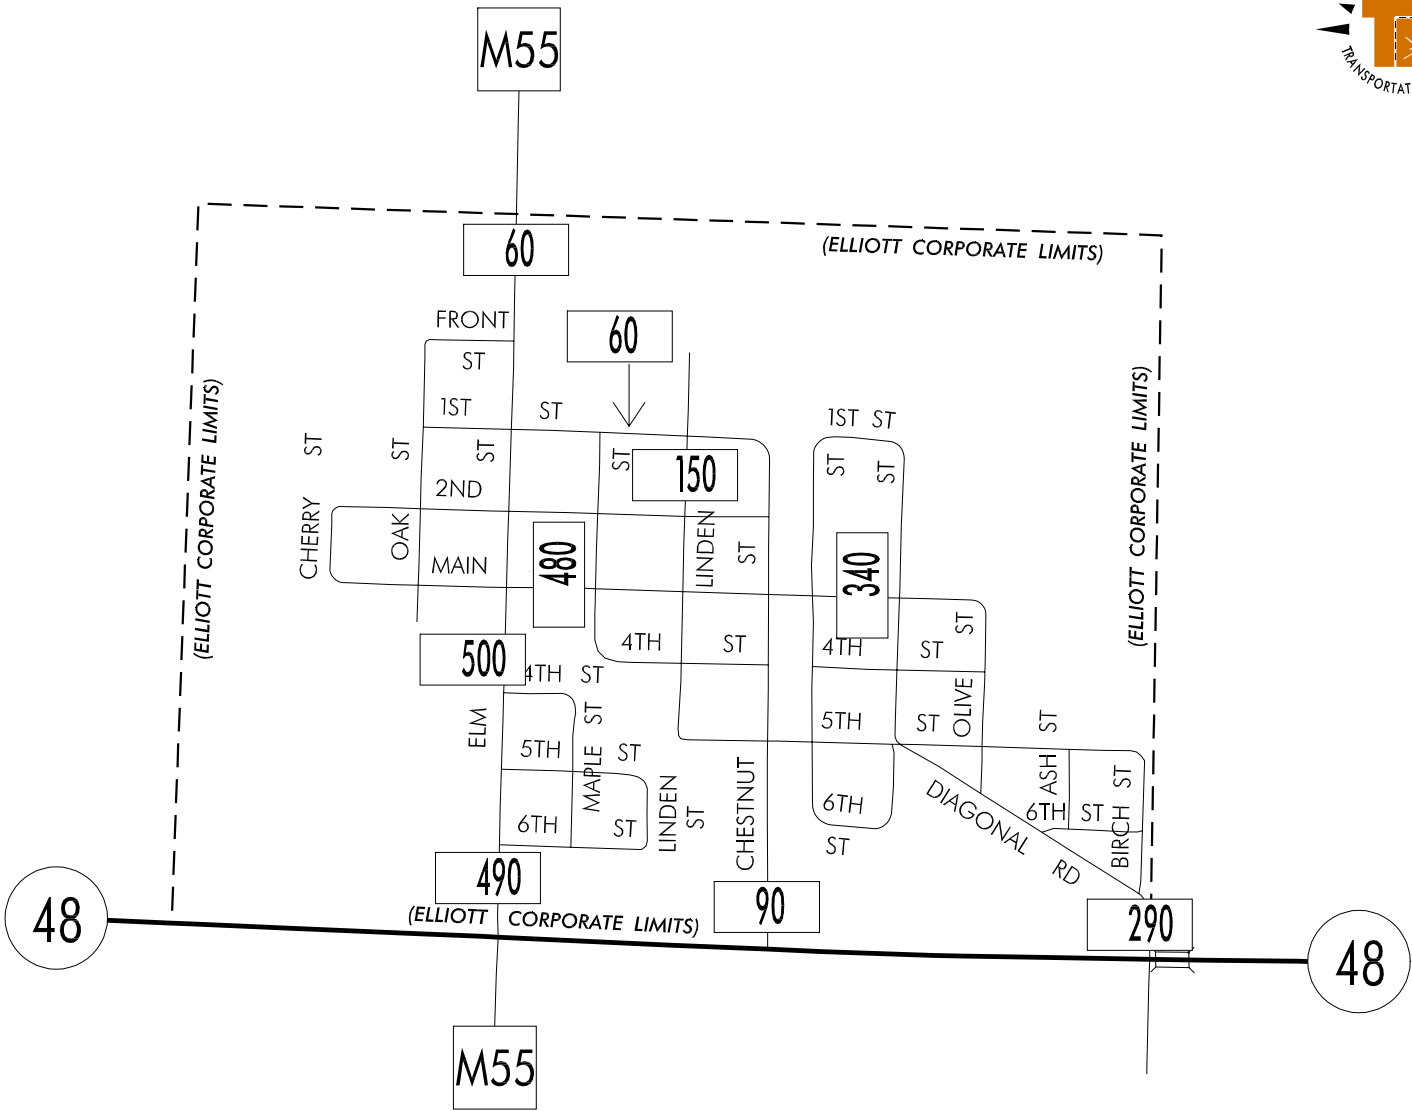 M55
TRANSPORTAT
60
(ELLIOTT CORPORATE LIMITS)
FRONT
ST
60
(ELLIOTT CORPORATE LIMITS)
(ELLIOTT CORPORATE LIMITS)
1ST ST
1ST ST
CHERRY ST
OAK ST
ST
ST
150
ST
ST
2ND
LINDEN
ST
MAIN
480
340
4TH ST
4TH ST
500
4TH ST
ELM
MAPLE ST
OLIVE ST
5TH ST
5TH ST
ASH ST
BIRCH ST
LINDEN ST
CHESTNUT
6TH ST
6TH
ST
DIAGONAL RD
6TH ST
490
90
(ELLIOTT CORPORATE LIMITS)
290
48
48
M55